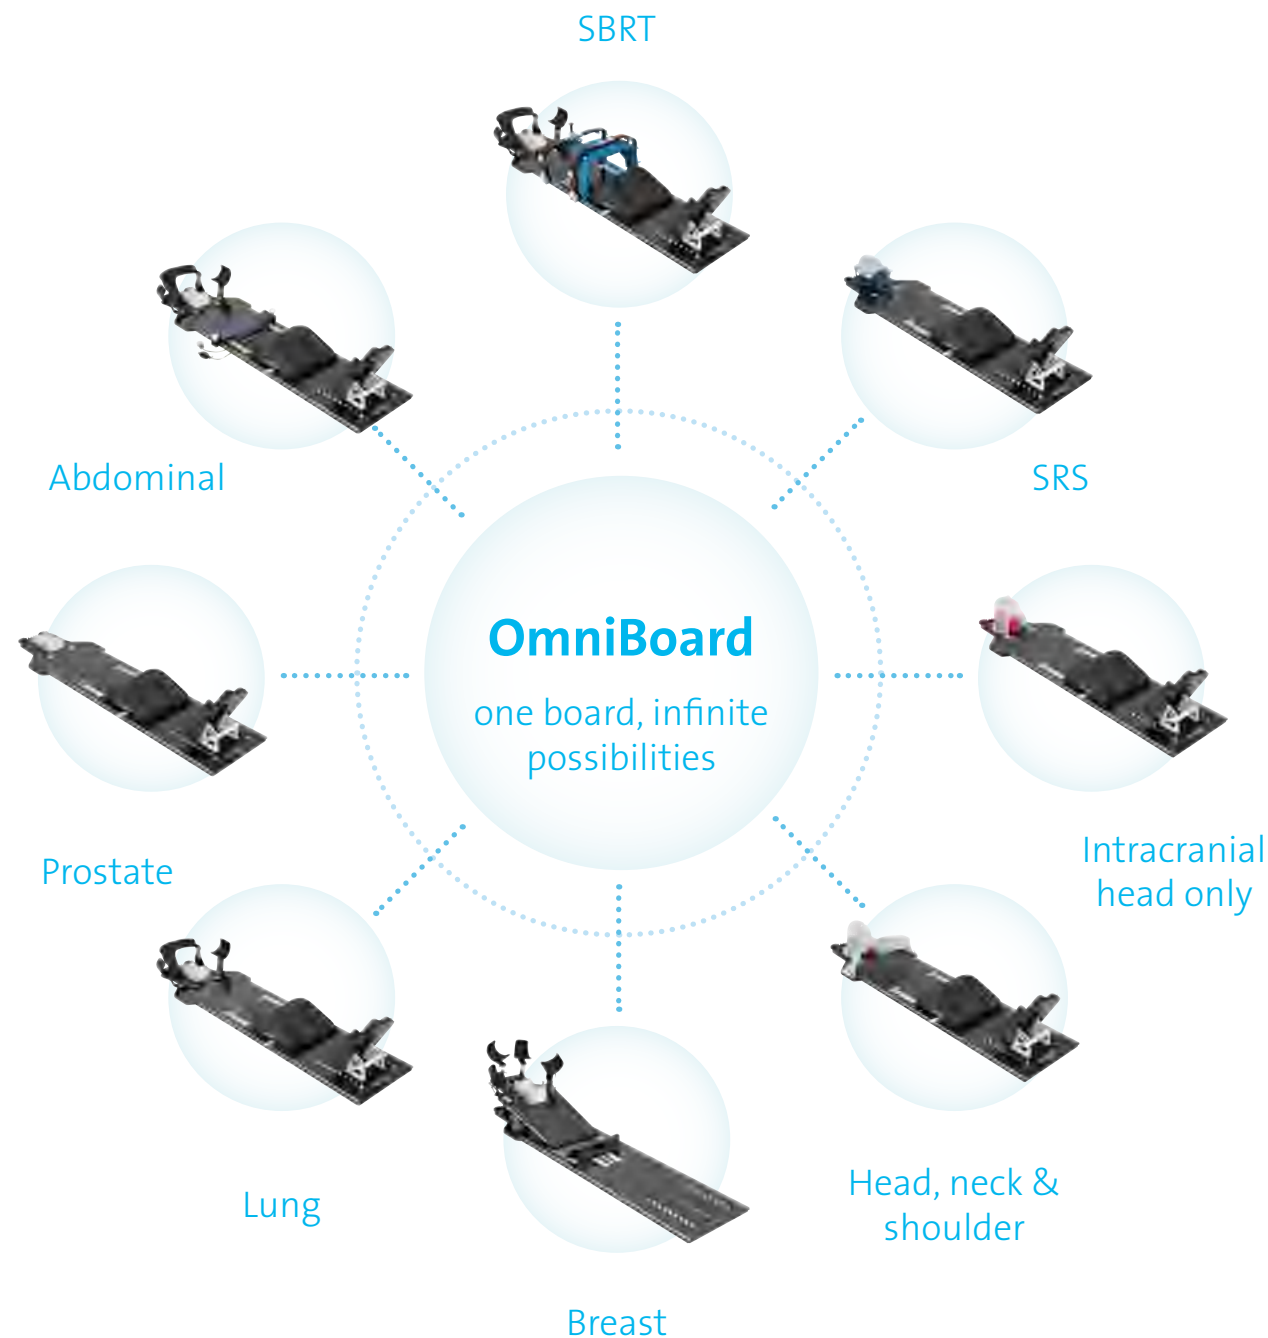 SBRT
Abdominal
SRS
OmniBoard
one board, infinite
possibilities
Prostate
Intracranial
head only
Lung
Head, neck &
shoulder
Breast